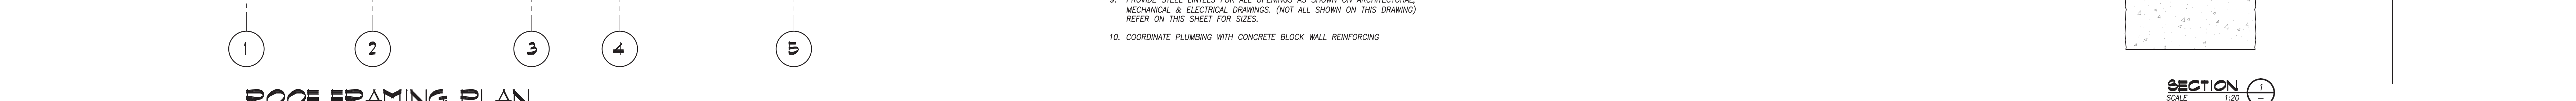 9. PROVIDE STEEL LINTELS FOR ALL OPENINGS AS SHOWN ON ARCHITECTURAL,
MECHANICAL & ELECTRICAL DRAWINGS. (NOT ALL SHOWN ON THIS DRAWING)
REFER ON THIS SHEET FOR SIZES.
10. COORDINATE PLUMBING WITH CONCRETE BLOCK WALL REINFORCING
1 2 3 4 5
ROOF FRAMING PLAN
SECTION 1
SCALE 1:20 -